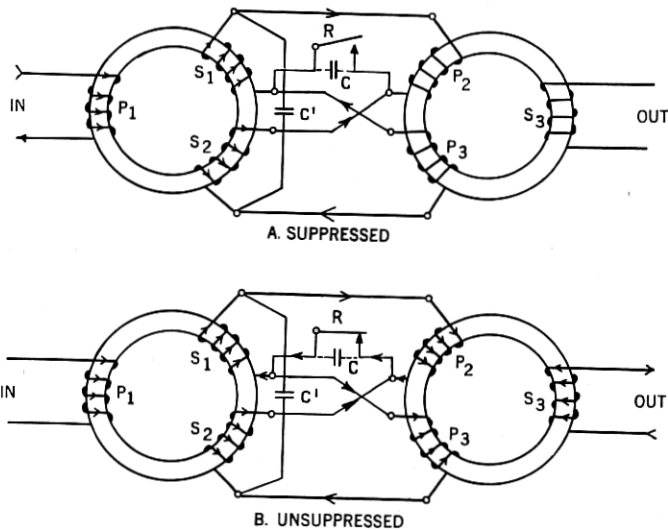 R
S₁
C
P₂
IN
P₁
C'
S₃
OUT
S₂
P₃
A. SUPPRESSED
R
S₁
C
P₂
IN
P₁
C'
S₃
OUT
S₂
P₃
B. UNSUPPRESSED